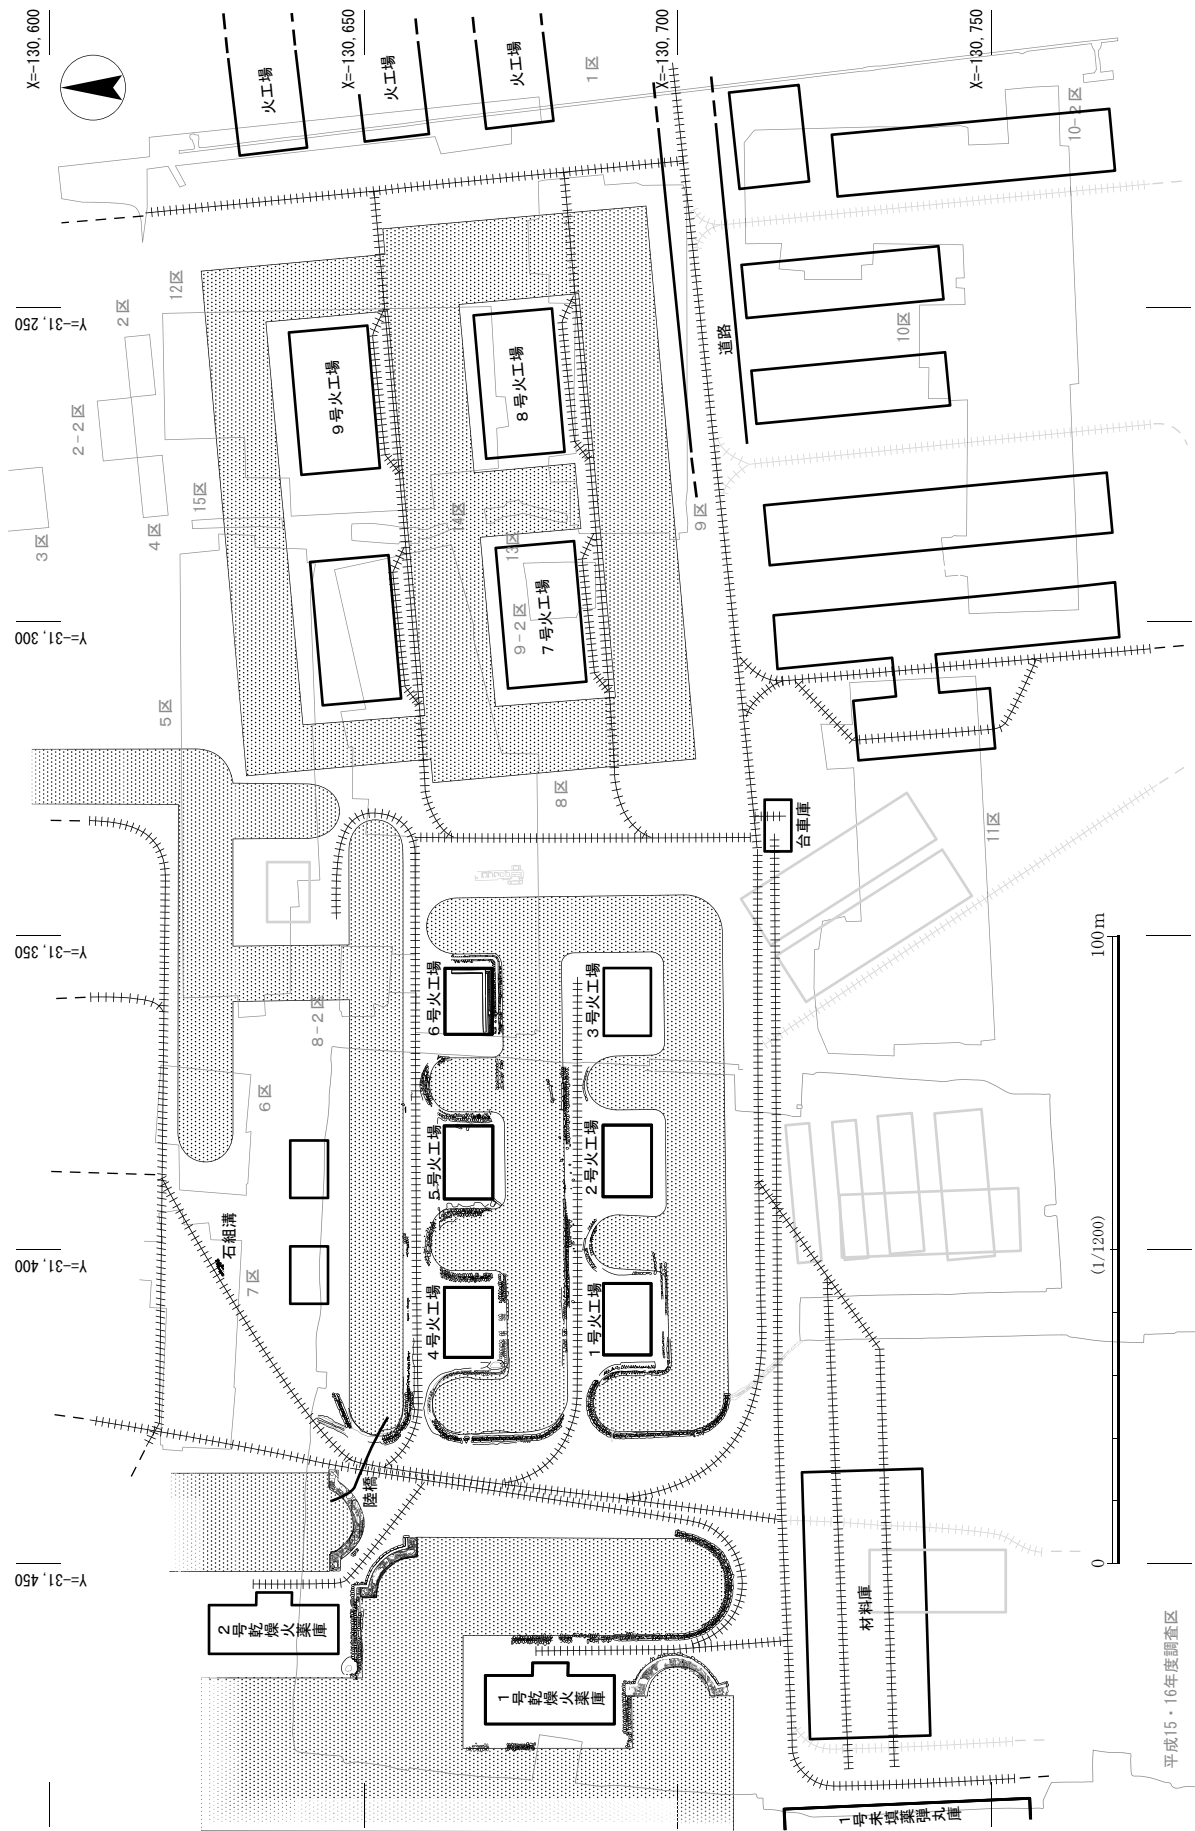 X=-130,600
X=-130,650
X=-130,700
X=-130,750
火工場
火工場
火工場
1区
10-2区
Y=-31,250
2区
12区
2-2区
9号火工場
8号火工場
道路
10区
3区
4区
15区
14区
13区
9区
Y=-31,300
9-2区
7号火工場
5区
8区
台車庫
11区
Y=-31,350
8-2区
6号火工場
3号火工場
100m
6区
5号火工場
2号火工場
石組溝
Y=-31,400
7区
4号火工場
1号火工場
(1/1200)
陸橋
Y=-31,450
0
2号乾燥火薬庫
材料庫
1号乾燥火薬庫
平成15・16年度調査区
1号未填薬弾丸庫